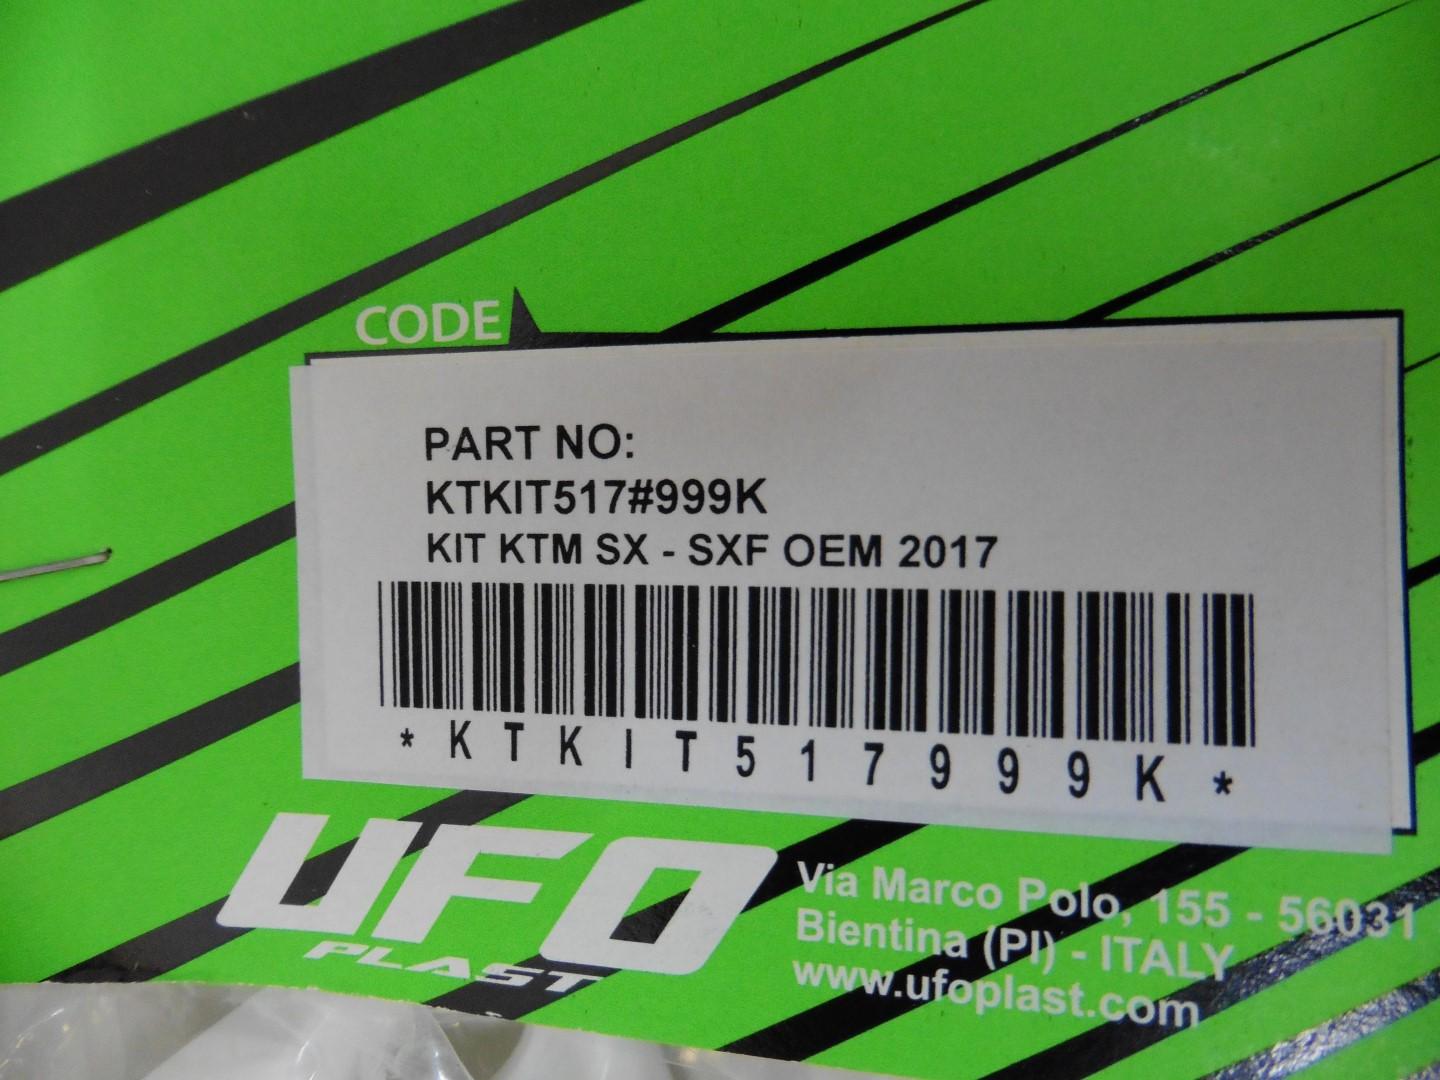 CODE
PART NO:
KTKIT517#999K
KIT KTM SX - SXF OEM 2017
*KTKIT517999K*
UFO
PLAST
Via Marco Polo, 155 - 56031
Bientina (PI) - ITALY
www.ufoplast.com